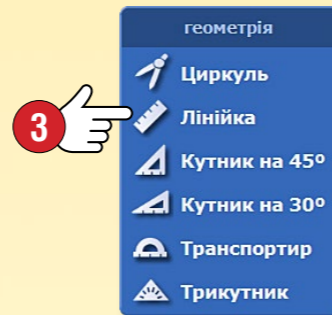 геометрія
Циркуль
3
Лінійка
Кутник на 45º
Кутник на 30º
Транспортир
Трикутник